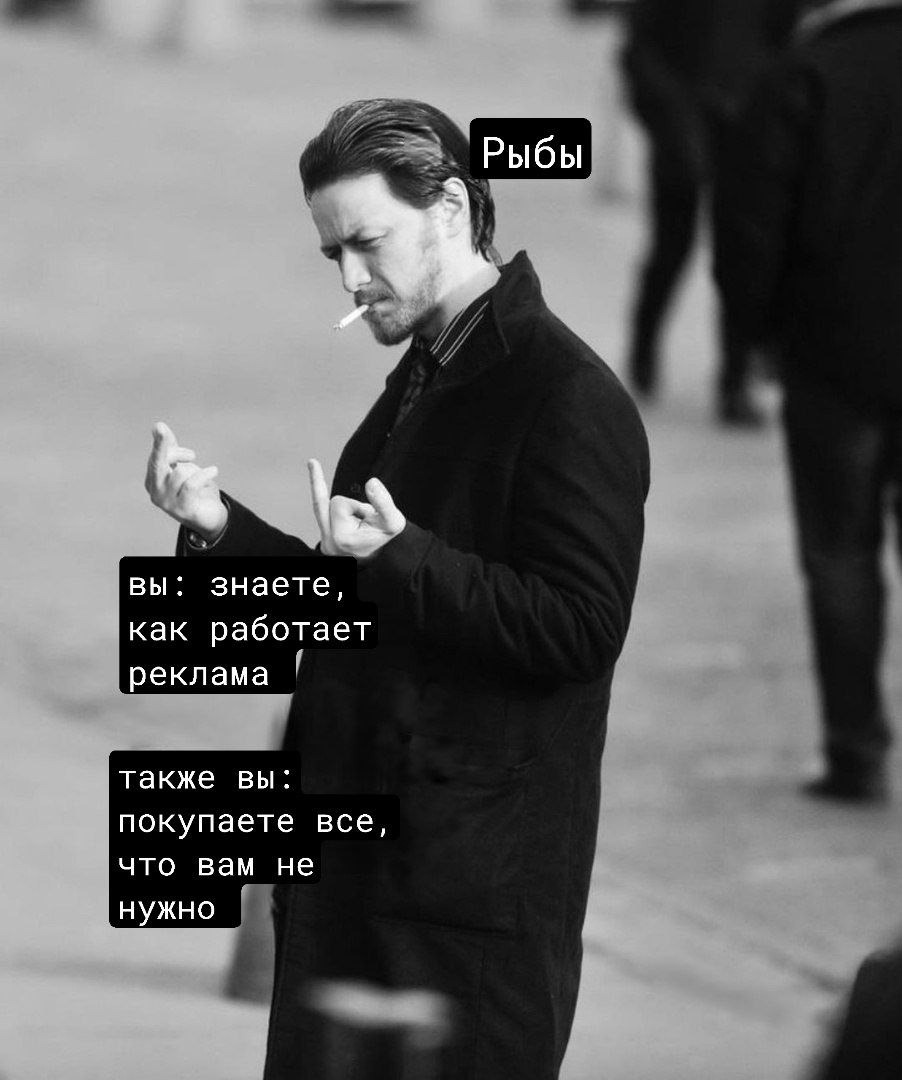 Рыбы
вы: знаете,
как работает
реклама
также вы:
покупаете все,
что вам не
нужно